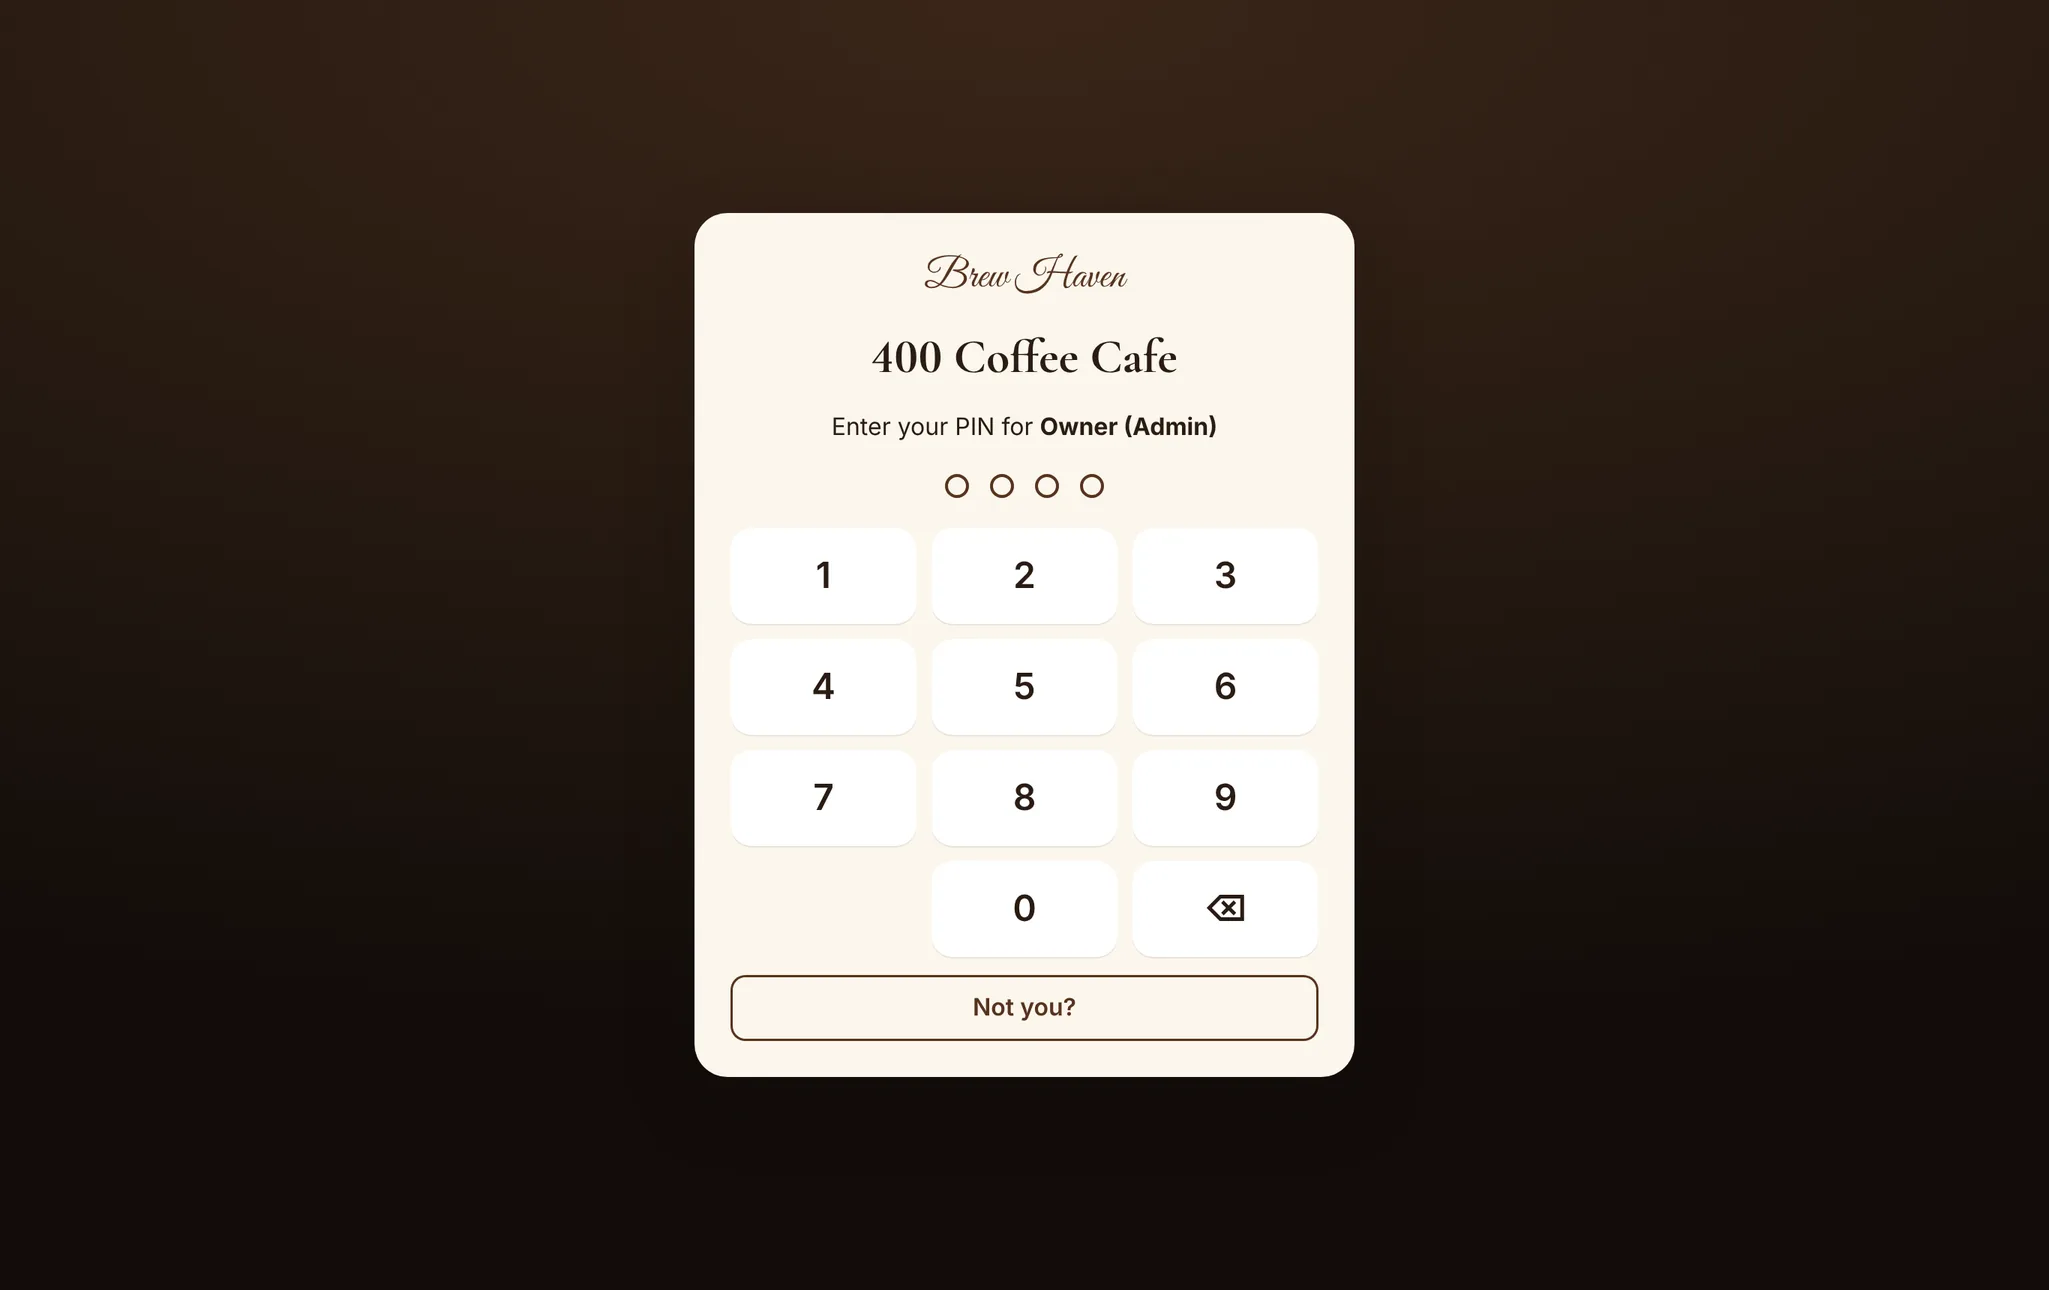 Brew Haven
400 Coffee Cafe
Enter your PIN for Owner (Admin)
1 2 3
4 5 6
7 8 9
0
Not you?